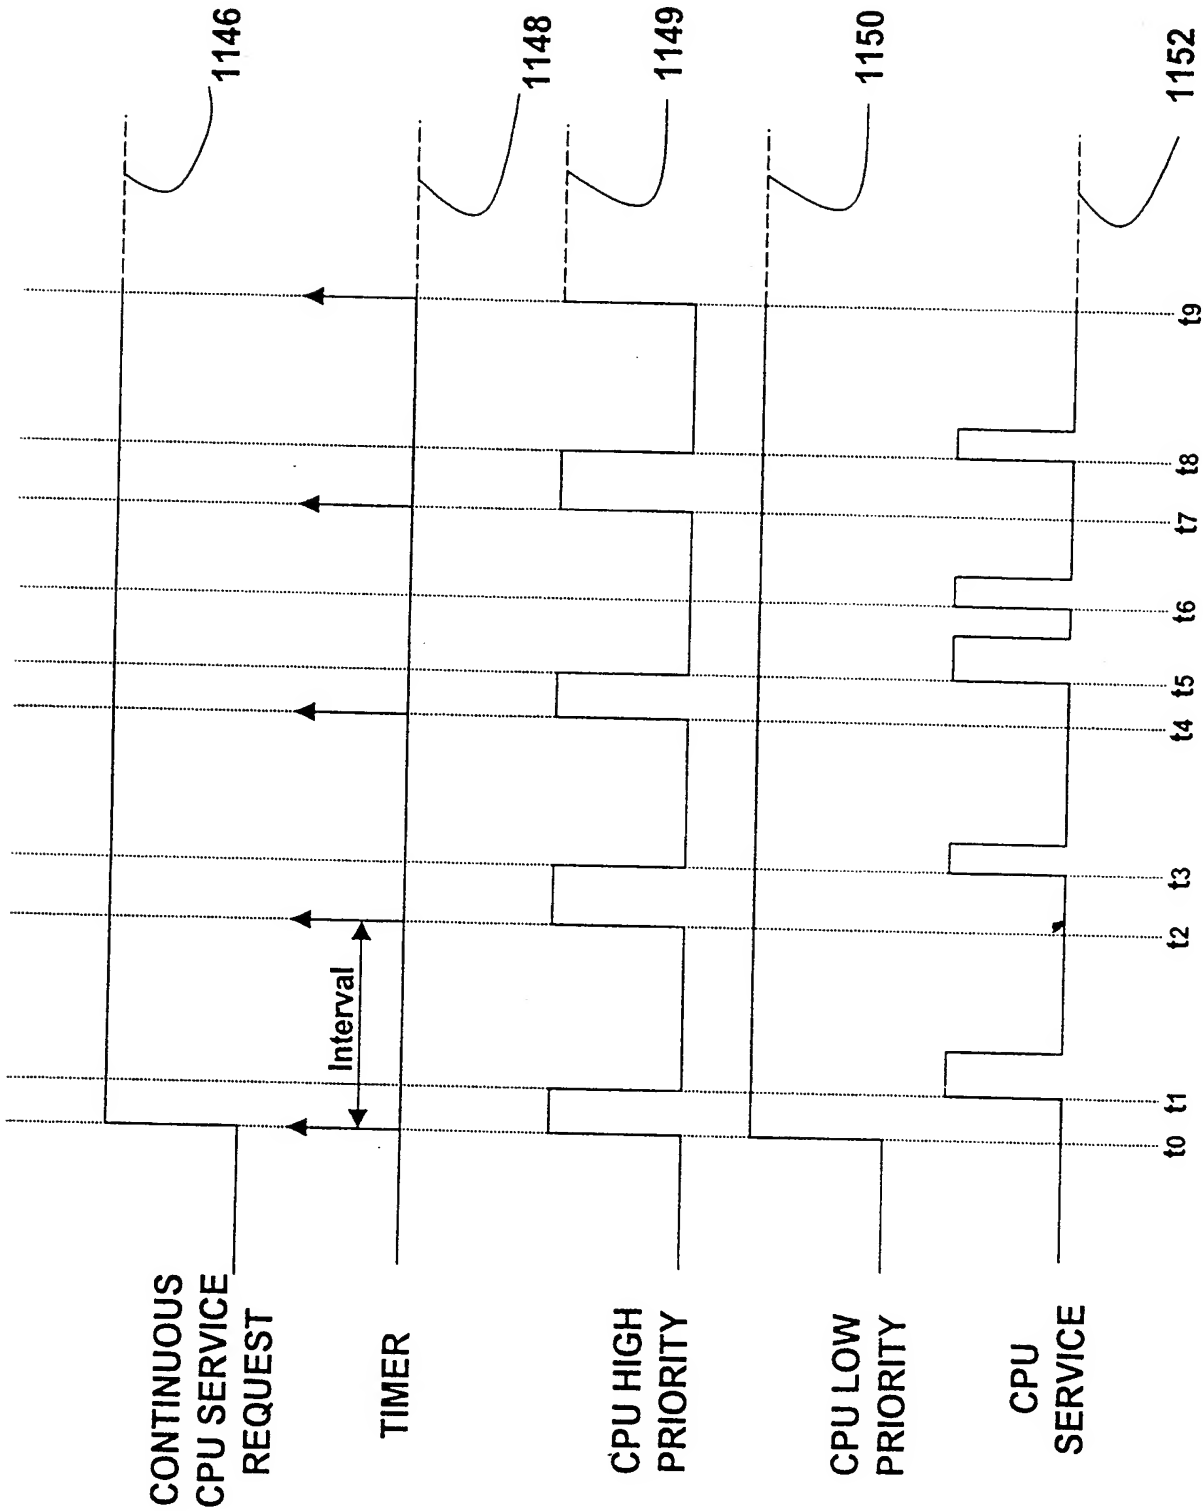 CONTINUOUS
CPU SERVICE
REQUEST
1146
Interval
TIMER
1148
CPU HIGH
PRIORITY
1149
CPU LOW
PRIORITY
1150
CPU
SERVICE
1152
t0 t1 t2 t3 t4 t5 t6 t7 t8 t9